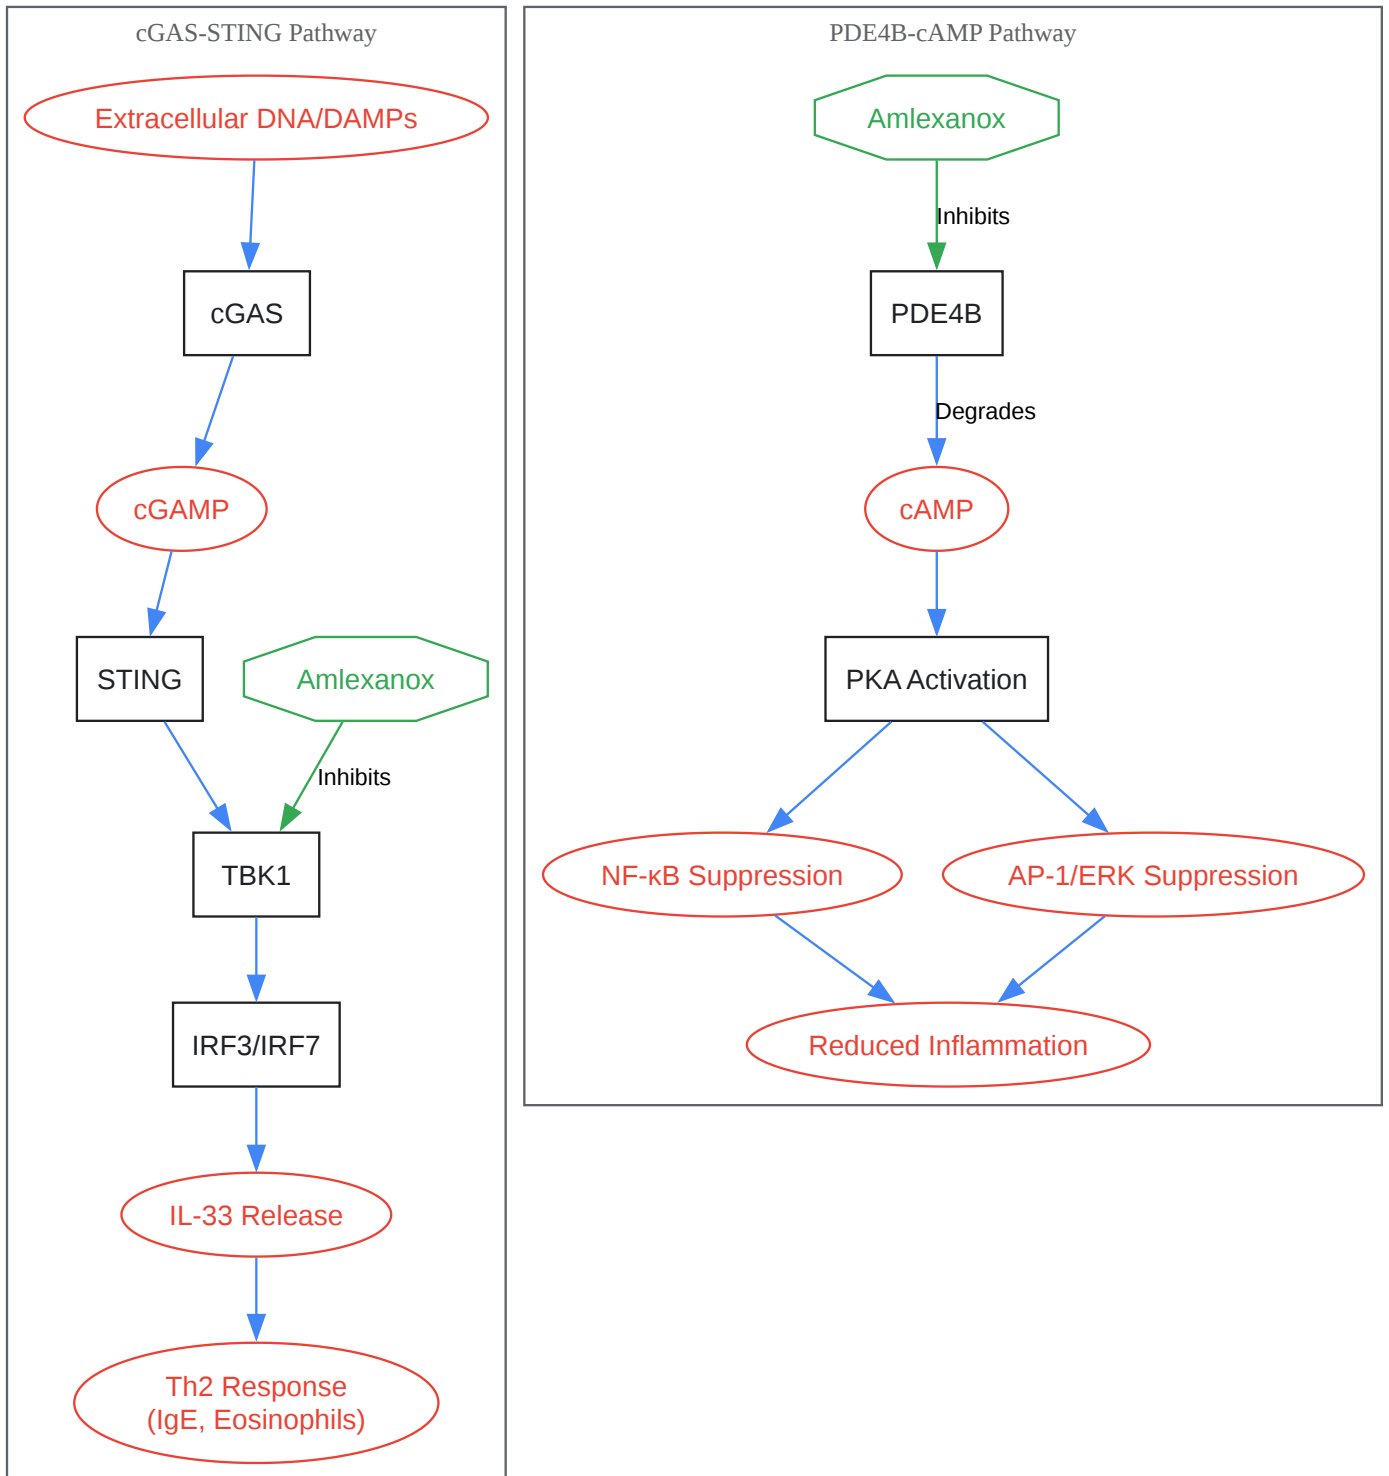 cGAS-STING Pathway
Extracellular DNA/DAMPs
cGAS
cGAMP
STING
Amlexanox
Inhibits
TBK1
IRF3/IRF7
IL-33 Release
Th2 Response
(IgE, Eosinophils)
PDE4B-cAMP Pathway
Amlexanox
Inhibits
PDE4B
Degrades
cAMP
PKA Activation
NF-κB Suppression
AP-1/ERK Suppression
Reduced Inflammation